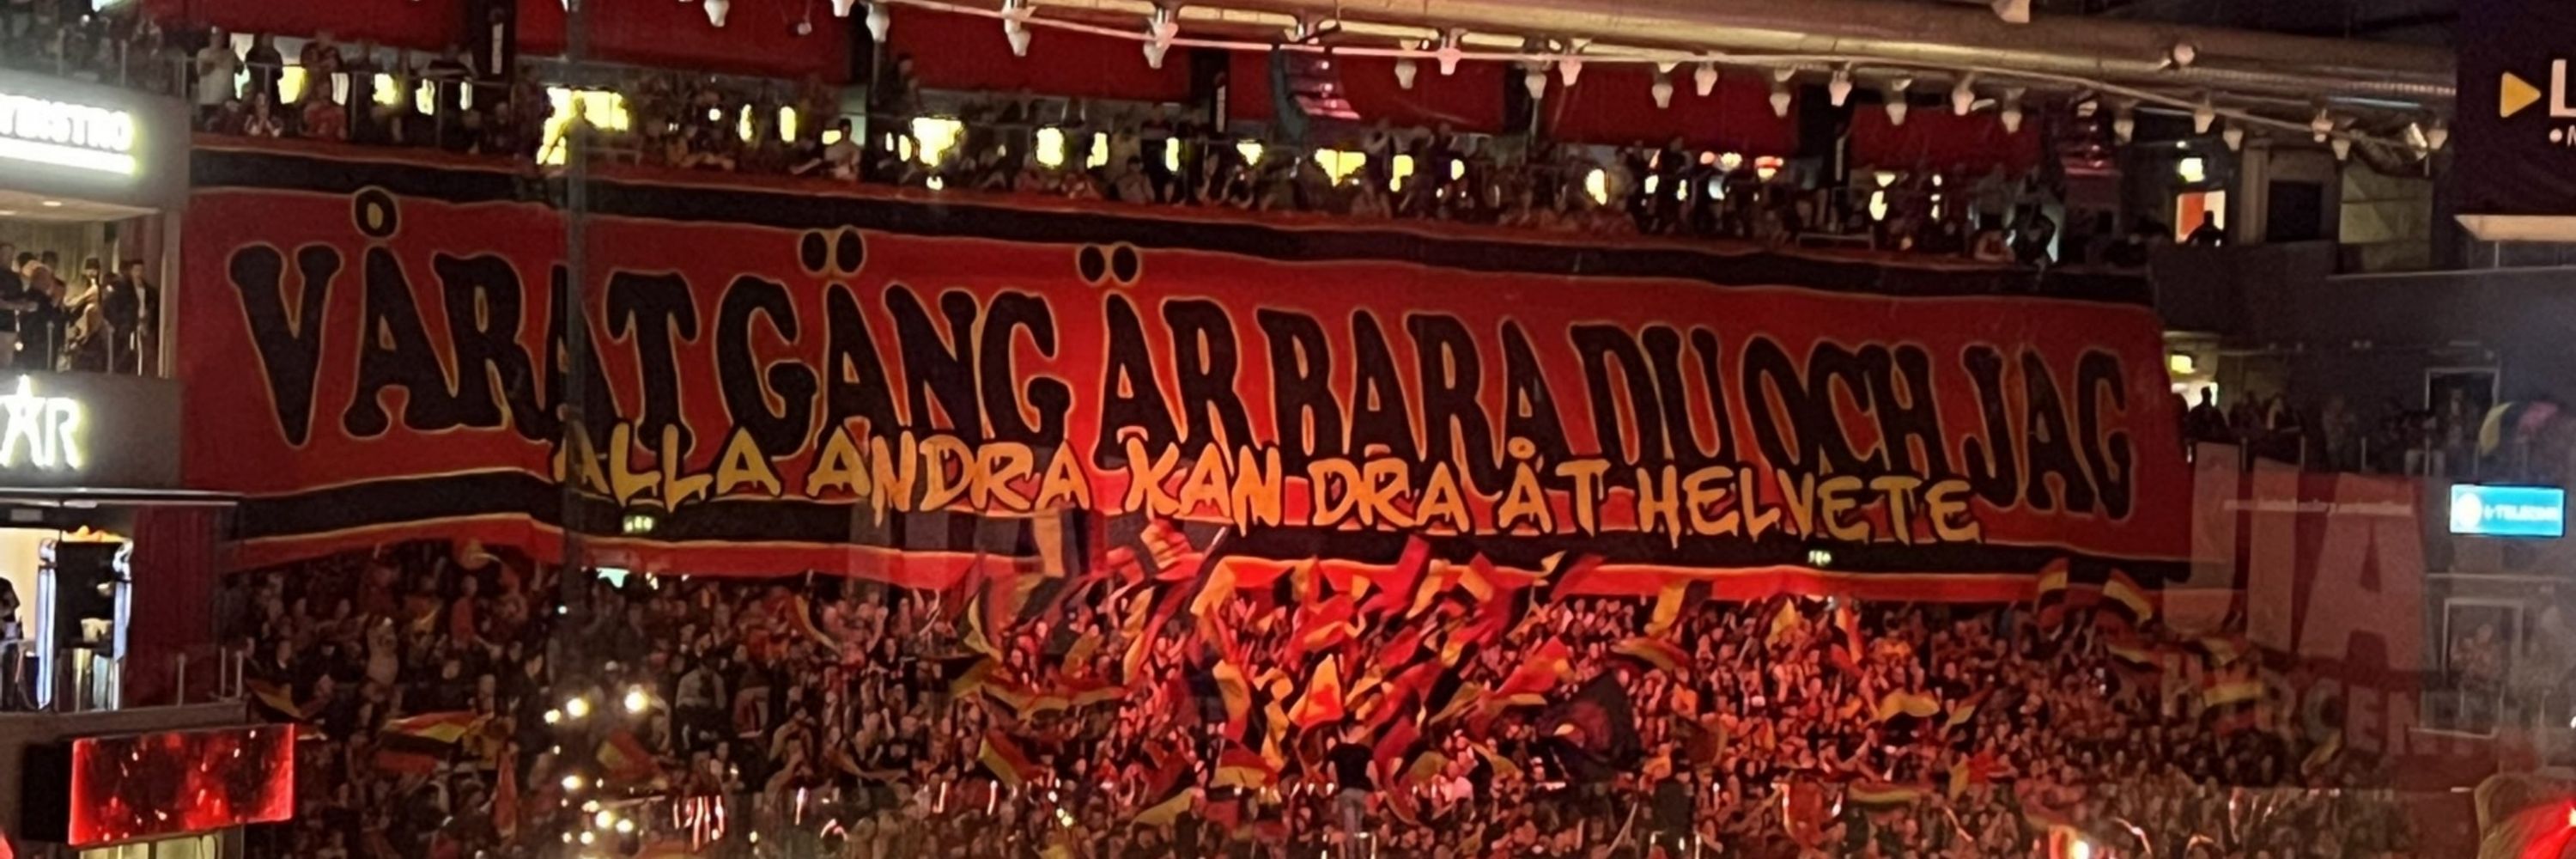 VÅRAT GÄNG ÄR BARA DU OCH JAG
ALLA ANDRA KAN DRA ÅT HELVETE